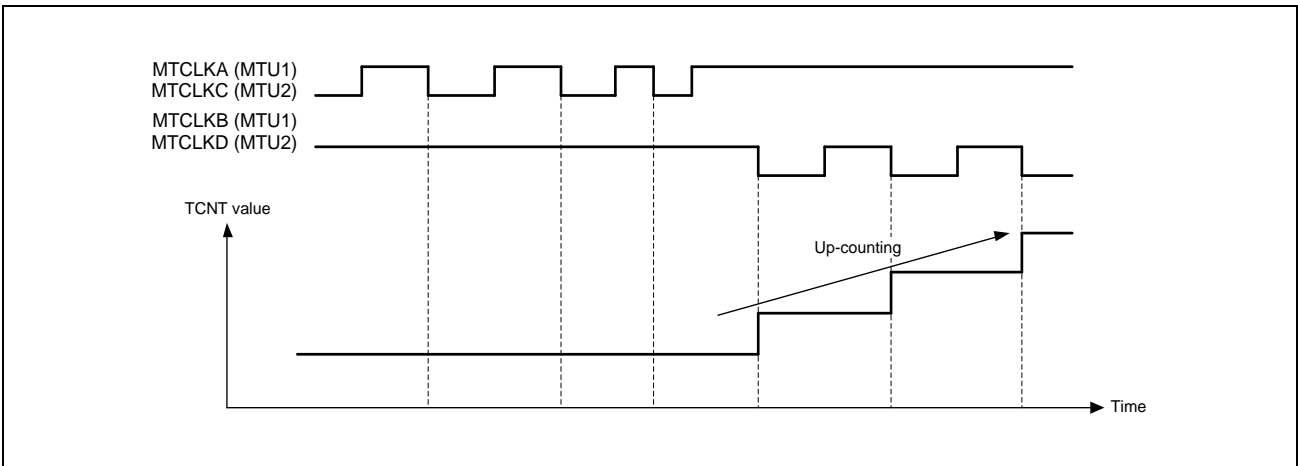 MTCLKA (MTU1)
MTCLKC (MTU2)
MTCLKB (MTU1)
MTCLKD (MTU2)
TCNT value
Up-counting
Time